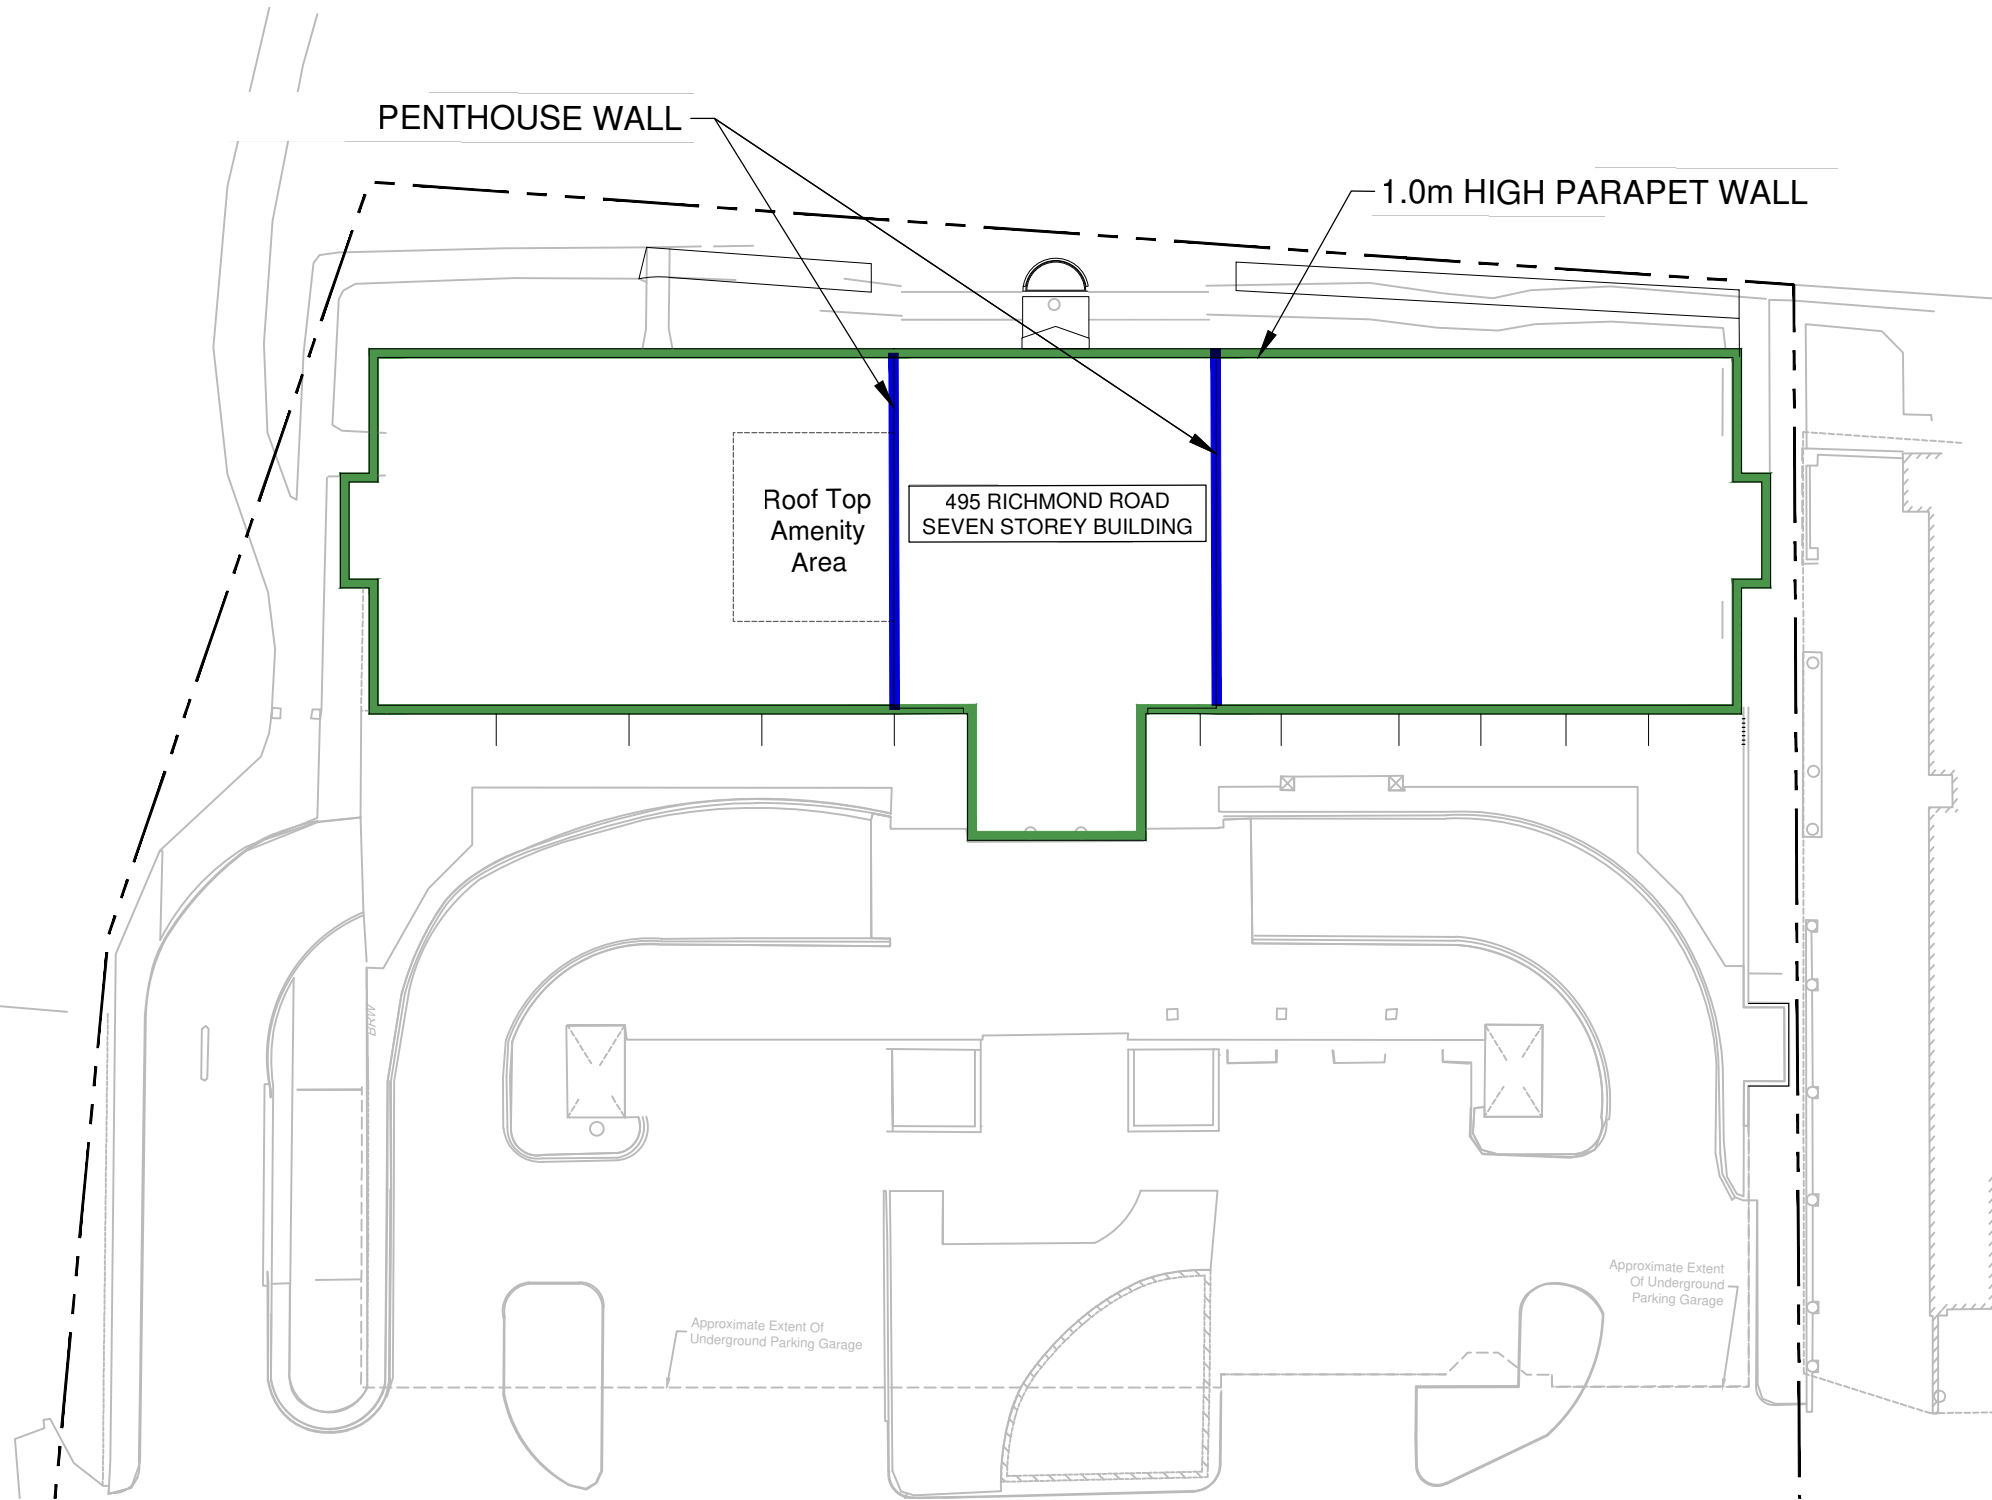 PENTHOUSE WALL
1.0m HIGH PARAPET WALL
Roof Top
Amenity
Area
495 RICHMOND ROAD
SEVEN STOREY BUILDING
BRW
Approximate Extent
Of Underground
Parking Garage
Approximate Extent Of
Underground Parking Garage